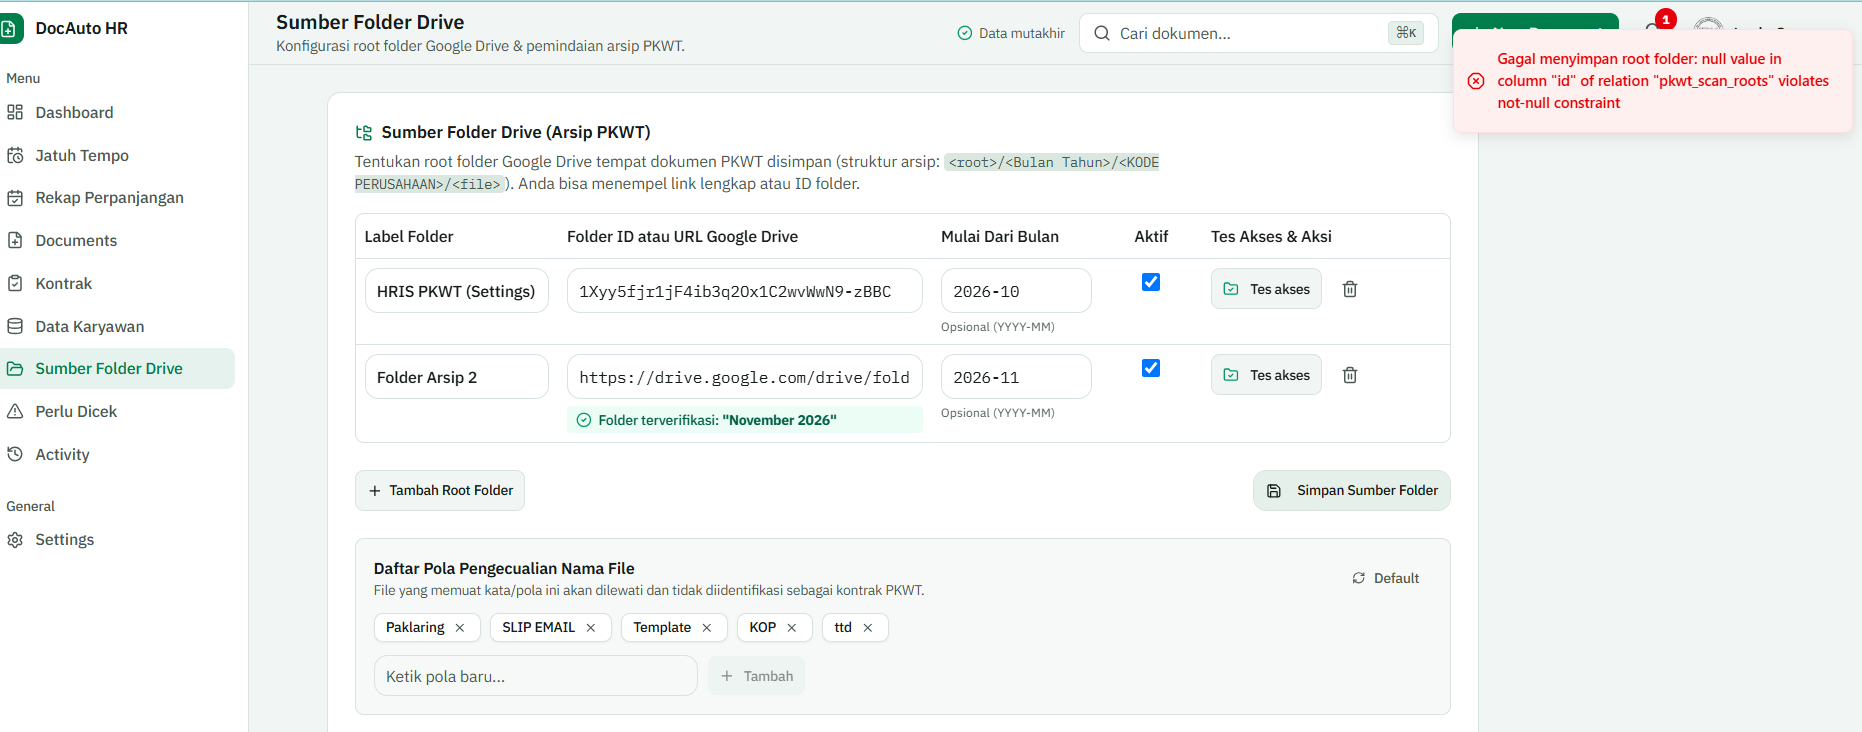 DocAuto HR
Menu
Dashboard
Jatuh Tempo
Rekap Perpanjangan
Documents
Kontrak
Data Karyawan
Sumber Folder Drive
Perlu Dicek
Activity
General
Settings
Sumber Folder Drive
Konfigurasi root folder Google Drive & pemindaian arsip PKWT.
Data mutakhir
Cari dokumen...
⌘K
1
Gagal menyimpan root folder: null value in
column "id" of relation "pkwt_scan_roots" violates
not-null constraint
Sumber Folder Drive (Arsip PKWT)
Tentukan root folder Google Drive tempat dokumen PKWT disimpan (struktur arsip: <root>/<Bulan Tahun>/<KODE
PERUSAHAAN>/<file>). Anda bisa menempel link lengkap atau ID folder.
Label Folder
Folder ID atau URL Google Drive
Mulai Dari Bulan
Aktif
Tes Akses & Aksi
HRIS PKWT (Settings)
1Xyy5fjr1jF4ib3q2Ox1C2wvWwN9-zBBC
2026-10
Tes akses
Opsional (YYYY-MM)
Folder Arsip 2
https://drive.google.com/drive/fold
2026-11
Tes akses
Folder terverifikasi: "November 2026"
Opsional (YYYY-MM)
Tambah Root Folder
Simpan Sumber Folder
Daftar Pola Pengecualian Nama File
File yang memuat kata/pola ini akan dilewati dan tidak diidentifikasi sebagai kontrak PKWT.
Default
Paklaring
SLIP EMAIL
Template
KOP
ttd
Ketik pola baru...
+ Tambah